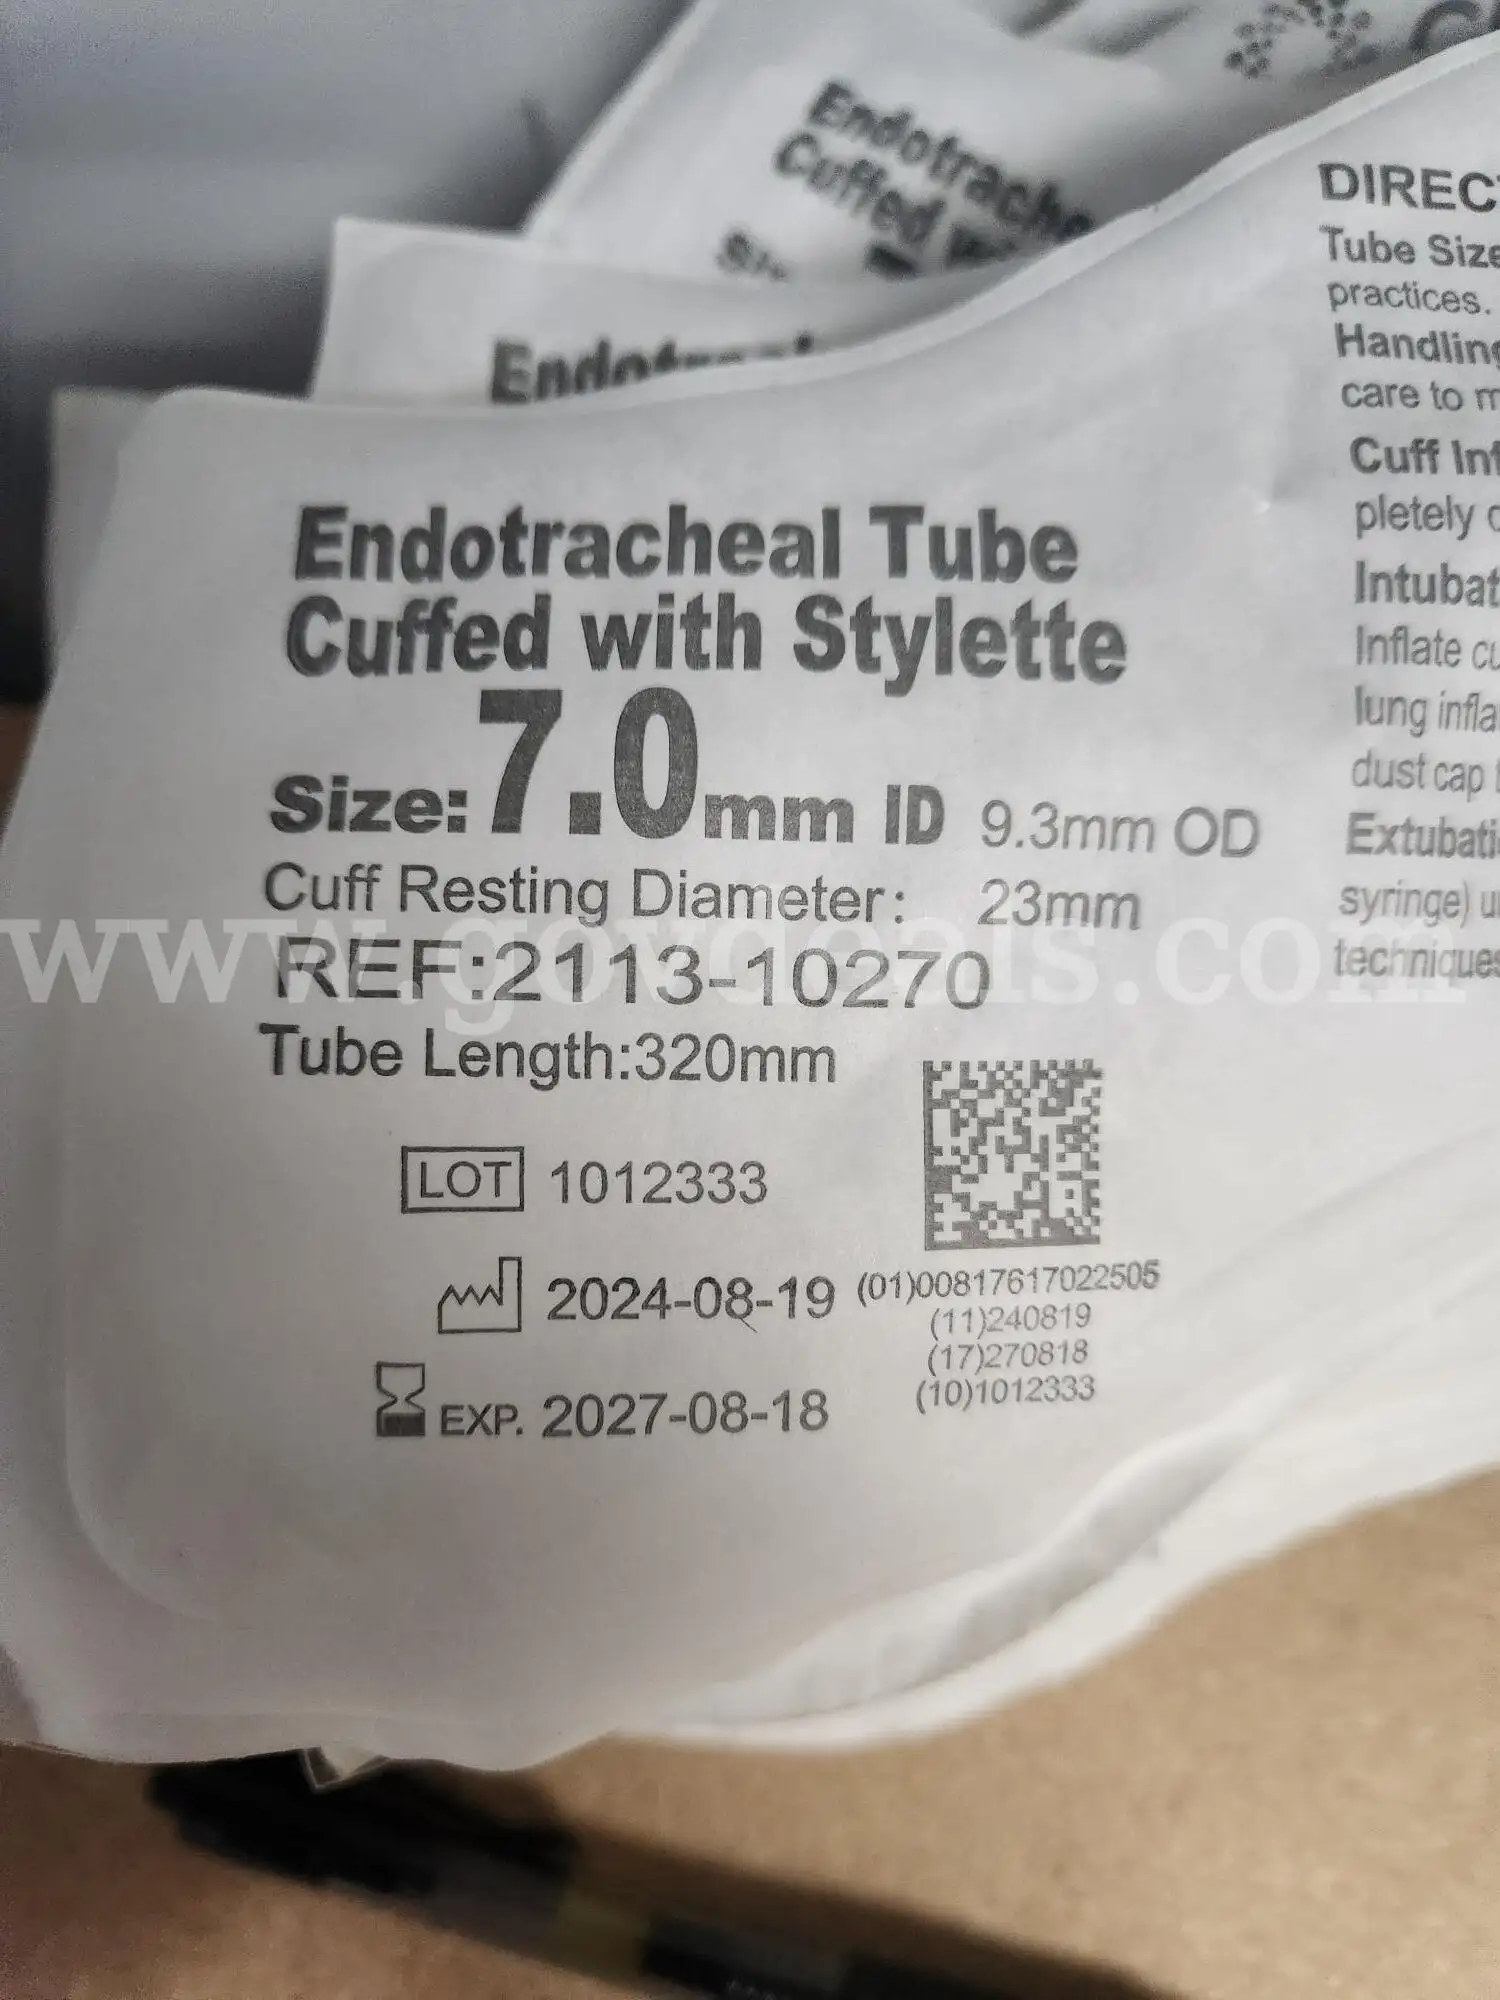 Endotrache
Cuffed
Endotracheal Tube
Cuffed with Stylette
Size: 7.0mm ID 9.3mm OD
Cuff Resting Diameter: 23mm
REF:2113-10270
Tube Length:320mm
LOT 1012333
2024-08-19
EXP. 2027-08-18
(01)00817617022505
(11)240819
(17)270818
(10)1012333
DIREC
Tube Size
practices.
Handling
care to m
Cuff Inf
pletely
Intubat
Inflate cu
lung infla
dust cap
Extubati
syringe) u
techniques
www.govdeals.com